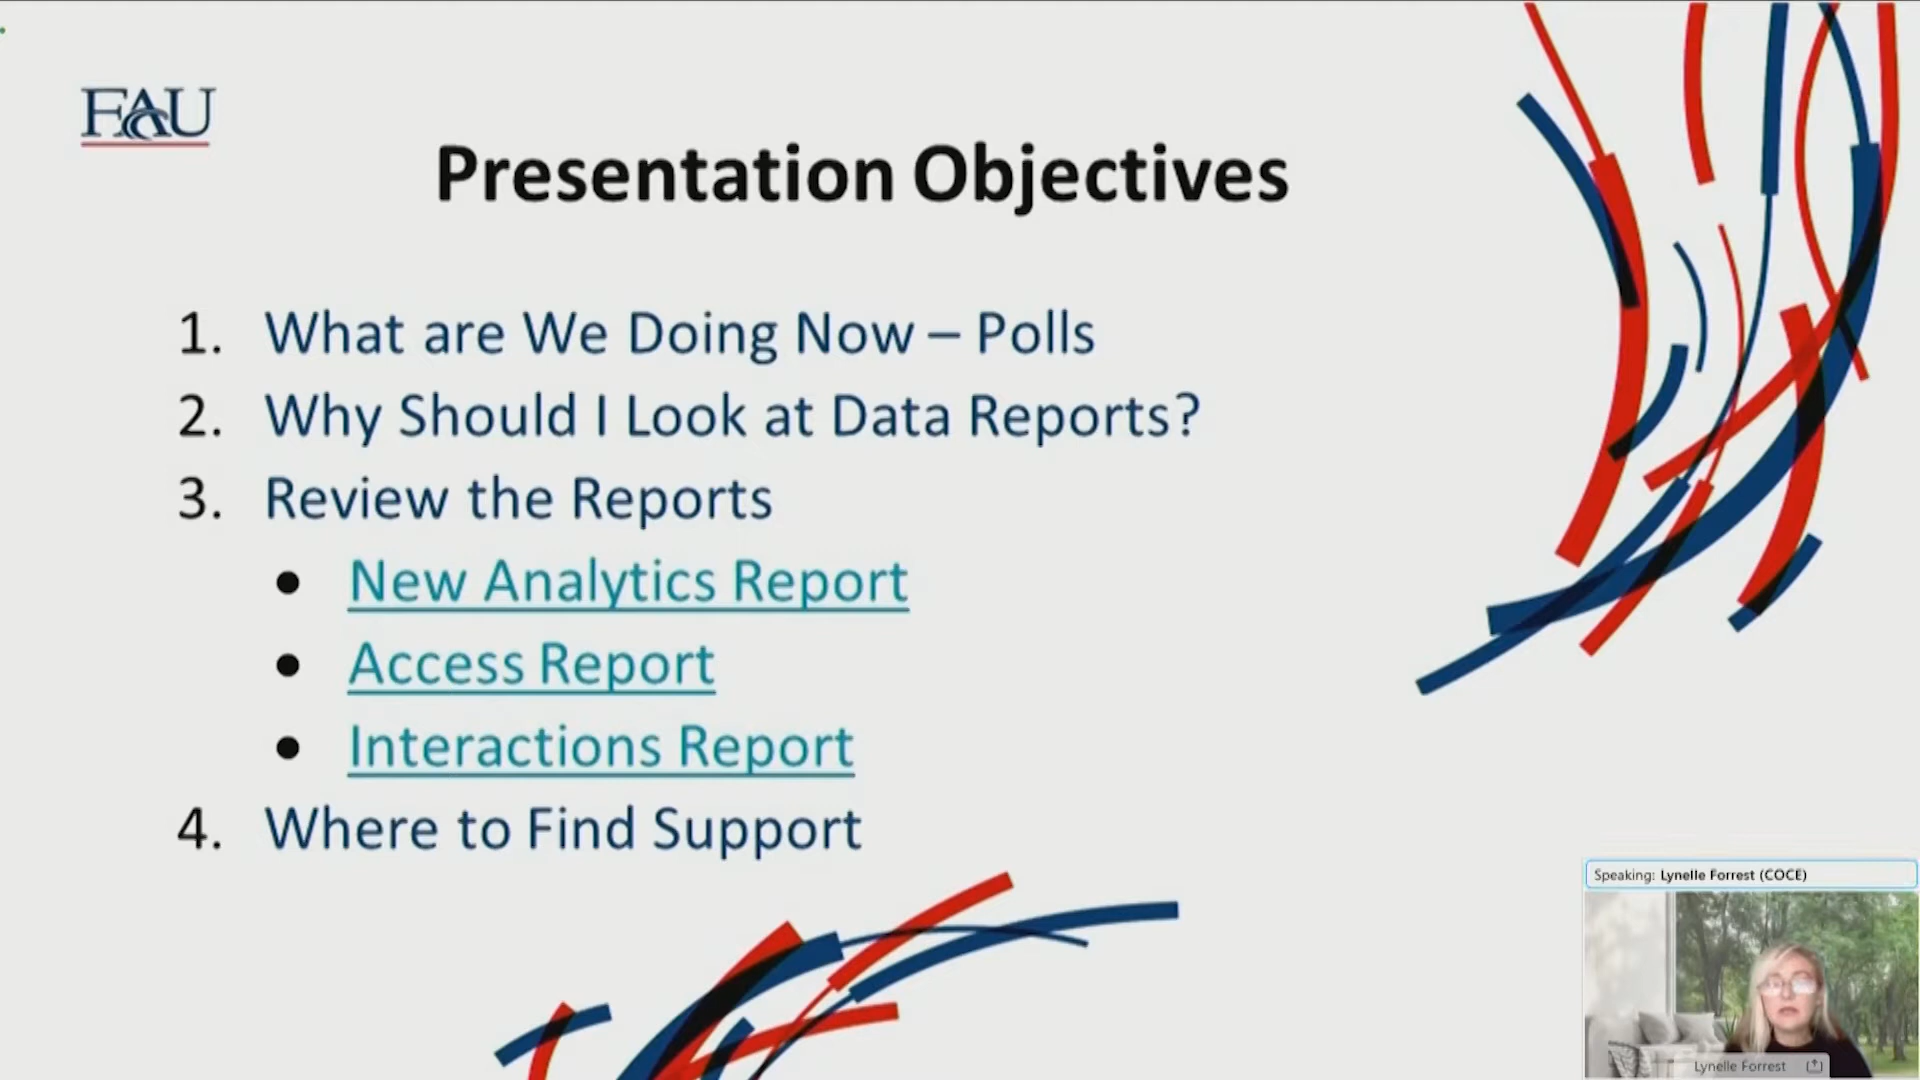 FAU
Presentation Objectives
1. What are We Doing Now – Polls
2. Why Should I Look at Data Reports?
3. Review the Reports
• New Analytics Report
• Access Report
• Interactions Report
4. Where to Find Support
Speaking: Lynelle Forrest (COCE)
Lynelle Forrest